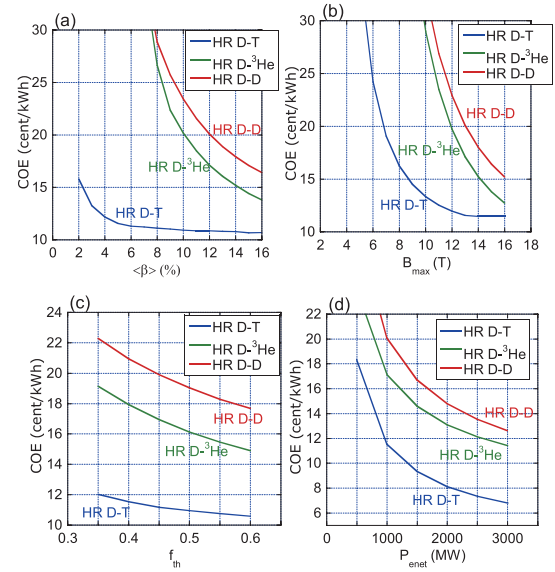 (a)
30
25
20
15
10
COE (cent/kWh)
HR D-T
HR D-³He
HR D-D
HR D-D
HR D-³He
HR D-T
0 2 4 6 8 10 12 14 16
<β> (%)
(b)
30
25
20
15
10
COE (cent/kWh)
HR D-T
HR D-³He
HR D-D
HR D-D
HR D-³He
HR D-T
2 4 6 8 10 12 14 16 18
Bmax (T)
(c)
24
22
20
18
16
14
12
10
COE (cent/kWh)
HR D-T
HR D-³He
HR D-D
HR D-D
HR D-³He
HR D-T
0.3 0.4 0.5 0.6
fth
(d)
22
20
18
16
14
12
10
8
6
COE (cent/kWh)
HR D-T
HR D-³He
HR D-D
HR D-D
HR D-³He
HR D-T
0 1000 2000 3000
Penet (MW)